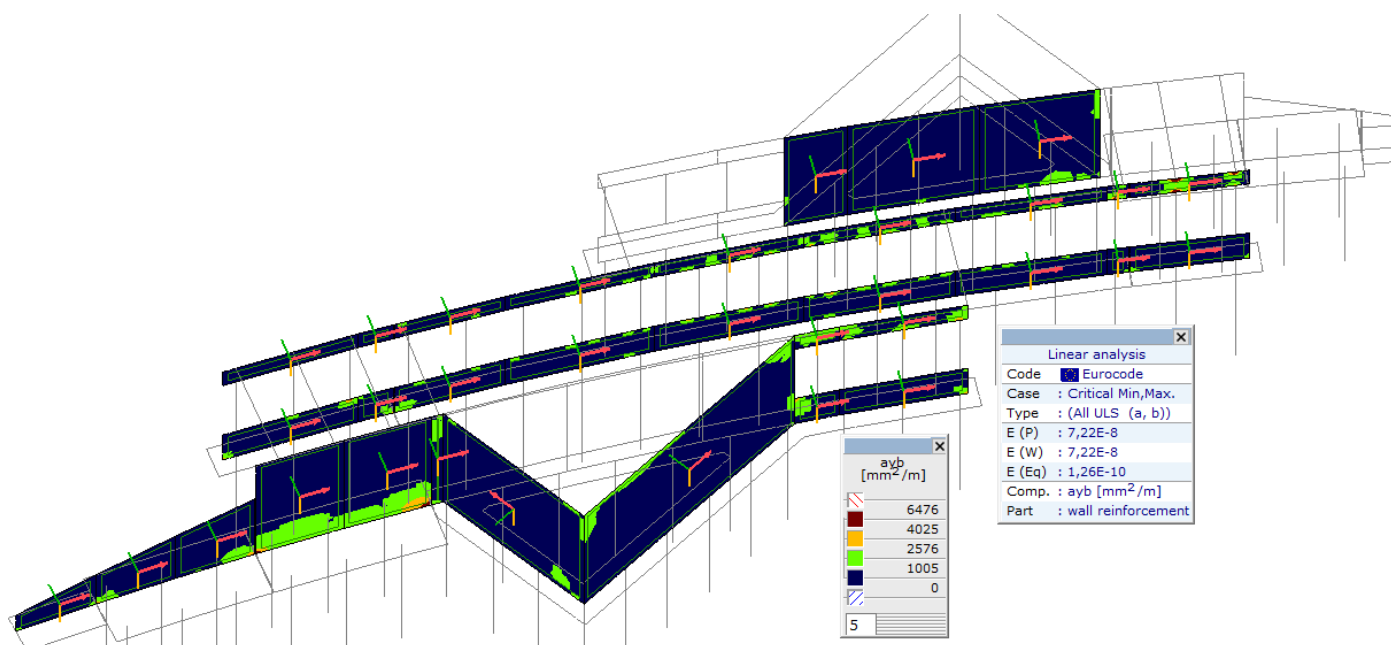 Linear analysis
Code Eurocode
Case : Critical Min,Max.
Type : (All ULS (a, b))
E (P) : 7,22E-8
E (W) : 7,22E-8
E (Eq) : 1,26E-10
Comp. : ayb [mm²/m]
Part : wall reinforcement
ayb
[mm²/m]
6476
4025
2576
1005
0
5